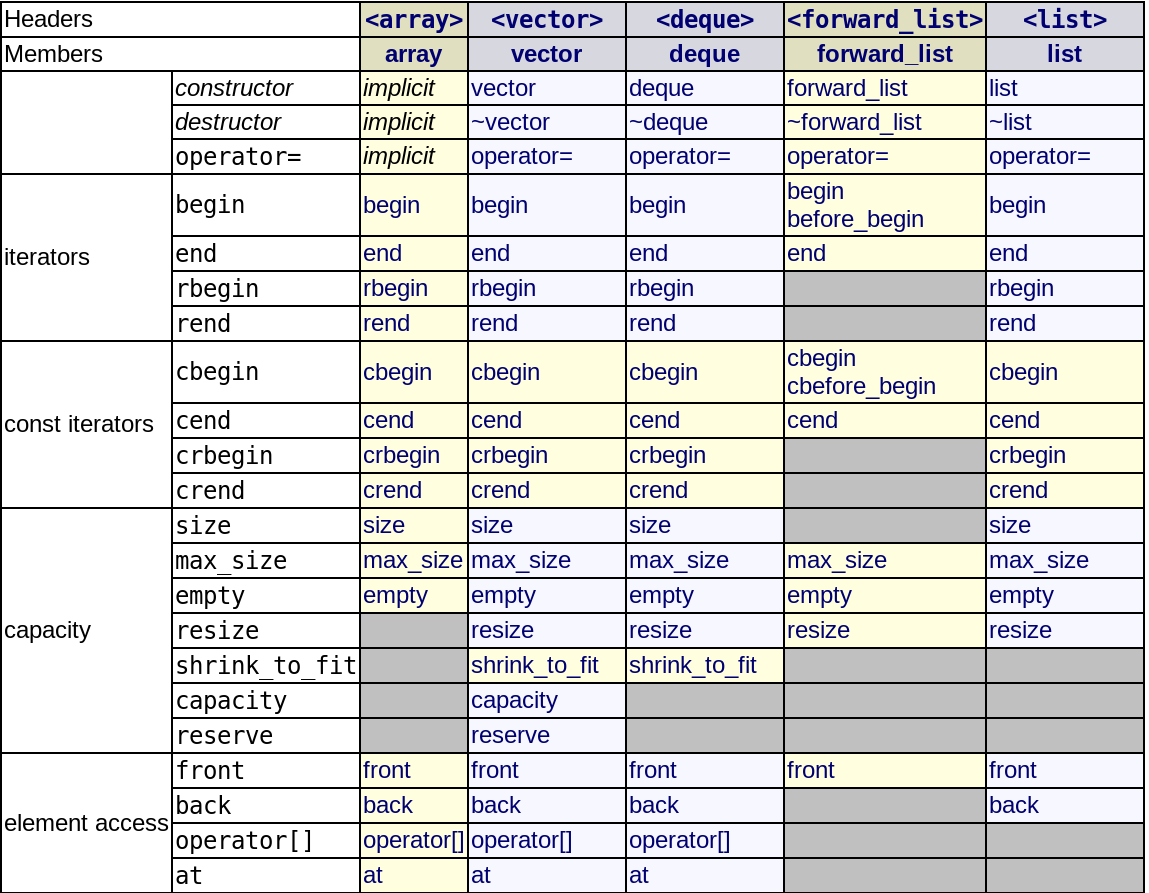 Headers <array> <vector> <deque> <forward_list> <list>
Members array vector deque forward_list list
constructor implicit vector deque forward_list list
destructor implicit ~vector ~deque ~forward_list ~list
operator= implicit operator= operator= operator= operator=
iterators
begin begin begin begin begin begin
before_begin
end end end end end end
rbegin rbegin rbegin rbegin rbegin
rend rend rend rend rend
const iterators
cbegin cbegin cbegin cbegin cbegin cbegin
cbefore_begin
cend cend cend cend cend cend
crbegin crbegin crbegin crbegin crbegin
crend crend crend crend crend
capacity
size size size size size
max_size max_size max_size max_size max_size max_size
empty empty empty empty empty empty
resize resize resize resize resize
shrink_to_fit shrink_to_fit shrink_to_fit
capacity capacity
reserve reserve
element access
front front front front front front
back back back back back
operator[] operator[] operator[] operator[]
at at at at